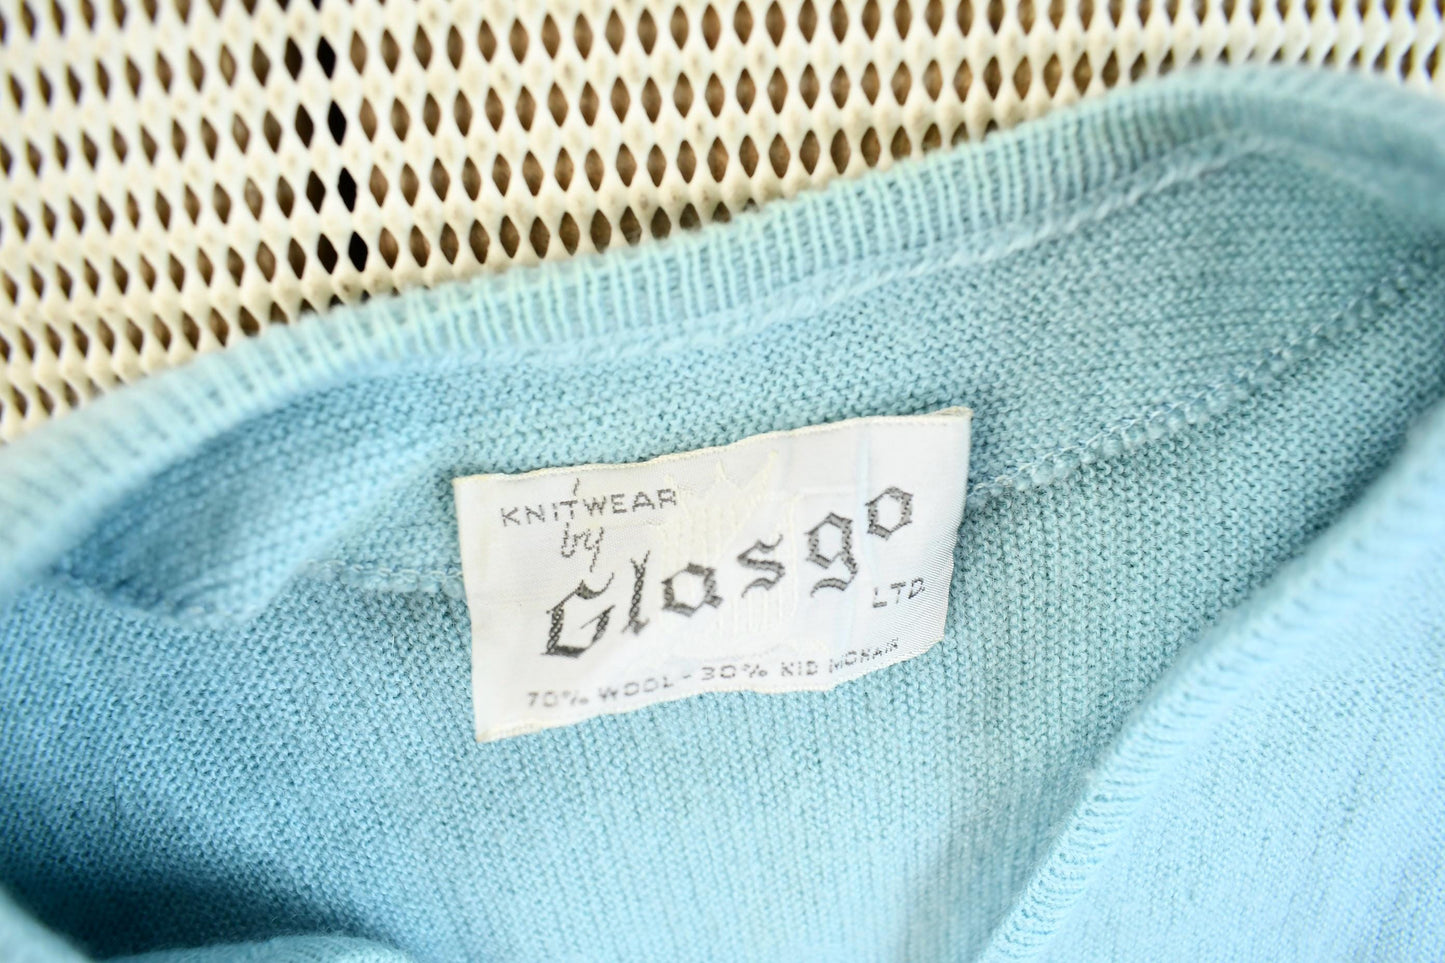 KNITWEAR
by
Glasgo
LTD.
70% WOOL - 30% KID MOHAIR